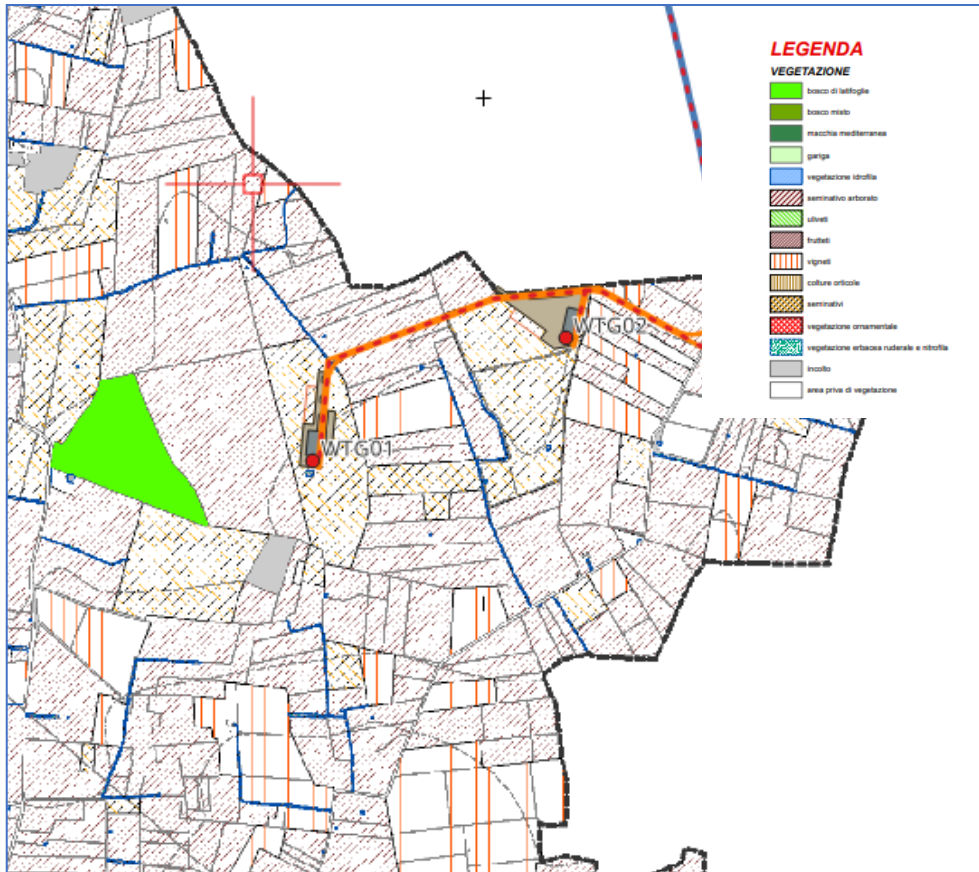 LEGENDA
VEGETAZIONE
bosco di latifoglie
bosco misto
macchia mediterranea
gariga
vegetazione idrofila
seminativo arborato
uliveti
frutteti
vigneti
colture orticole
seminativi
vegetazione ornamentale
vegetazione erbacea ruderale e nitrofila
incolto
area priva di vegetazione
WTG02
WTG01